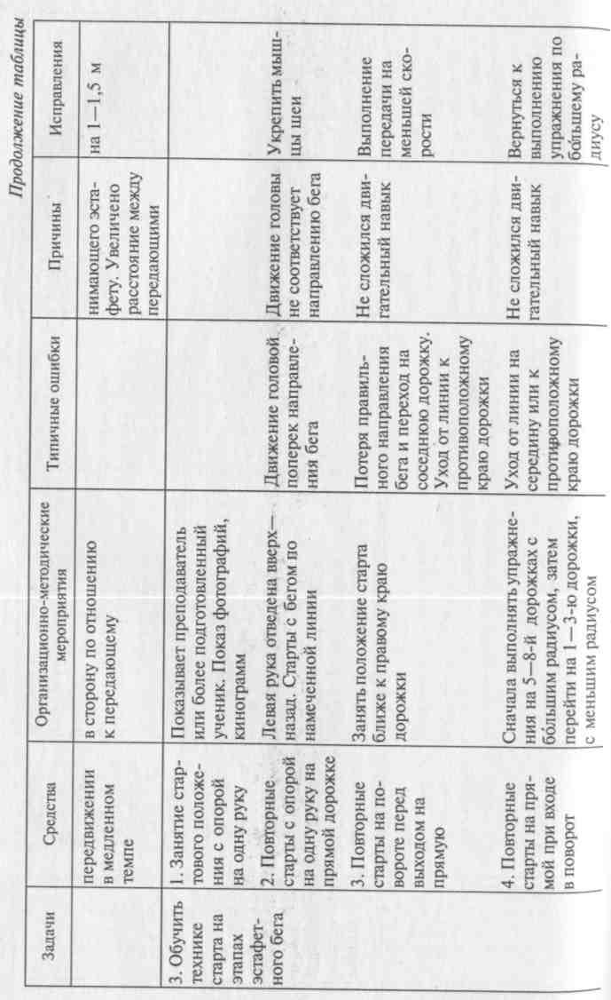 Продолжение таблицы
Задачи
Средства
Организационно-методические
мероприятия
Типичные ошибки
Причины
Исправления
передвижении
в медленном
темпе
в сторону по отношению
к передающему
нимающего эста-
фету. Увеличено
расстояние между
передающими
на 1—1,5 м
3. Обучить
технике
старта на
этапах
эстафет-
ного бега
1. Занятие стар-
тового положе-
ния с опорой
на одну руку
Показывает преподаватель
или более подготовленный
ученик. Показ фотографий,
кинограмм
2. Повторные
старты с опорой
на одну руку на
прямой дорожке
Левая рука отведена вверх—
назад. Старты с бегом по
намеченной линии
Движение головой
поперек направле-
ния бега
Движение головы
не соответствует
направлению бега
Укрепить мыш-
цы шеи
3. Повторные
старты на по-
вороте перед
выходом на
прямую
Занять положение старта
ближе к правому краю
дорожки
Потеря правиль-
ного направления
бега и переход на
соседнюю дорожку.
Уход от линии к
противоположному
краю дорожки
Не сложился дви-
гательный навык
Выполнение
передачи на
меньшей ско-
рости
4. Повторные
старты на пря-
мой при входе
в поворот
Сначала выполнять упражне-
ния на 5—8-й дорожках с
бо́льшим радиусом, затем
перейти на 1—3-ю дорожки,
с меньшим радиусом
Уход от линии на
середину или к
противоположному
краю дорожки
Не сложился дви-
гательный навык
Вернуться к
выполнению
упражнения по
бо́льшему ра-
диусу